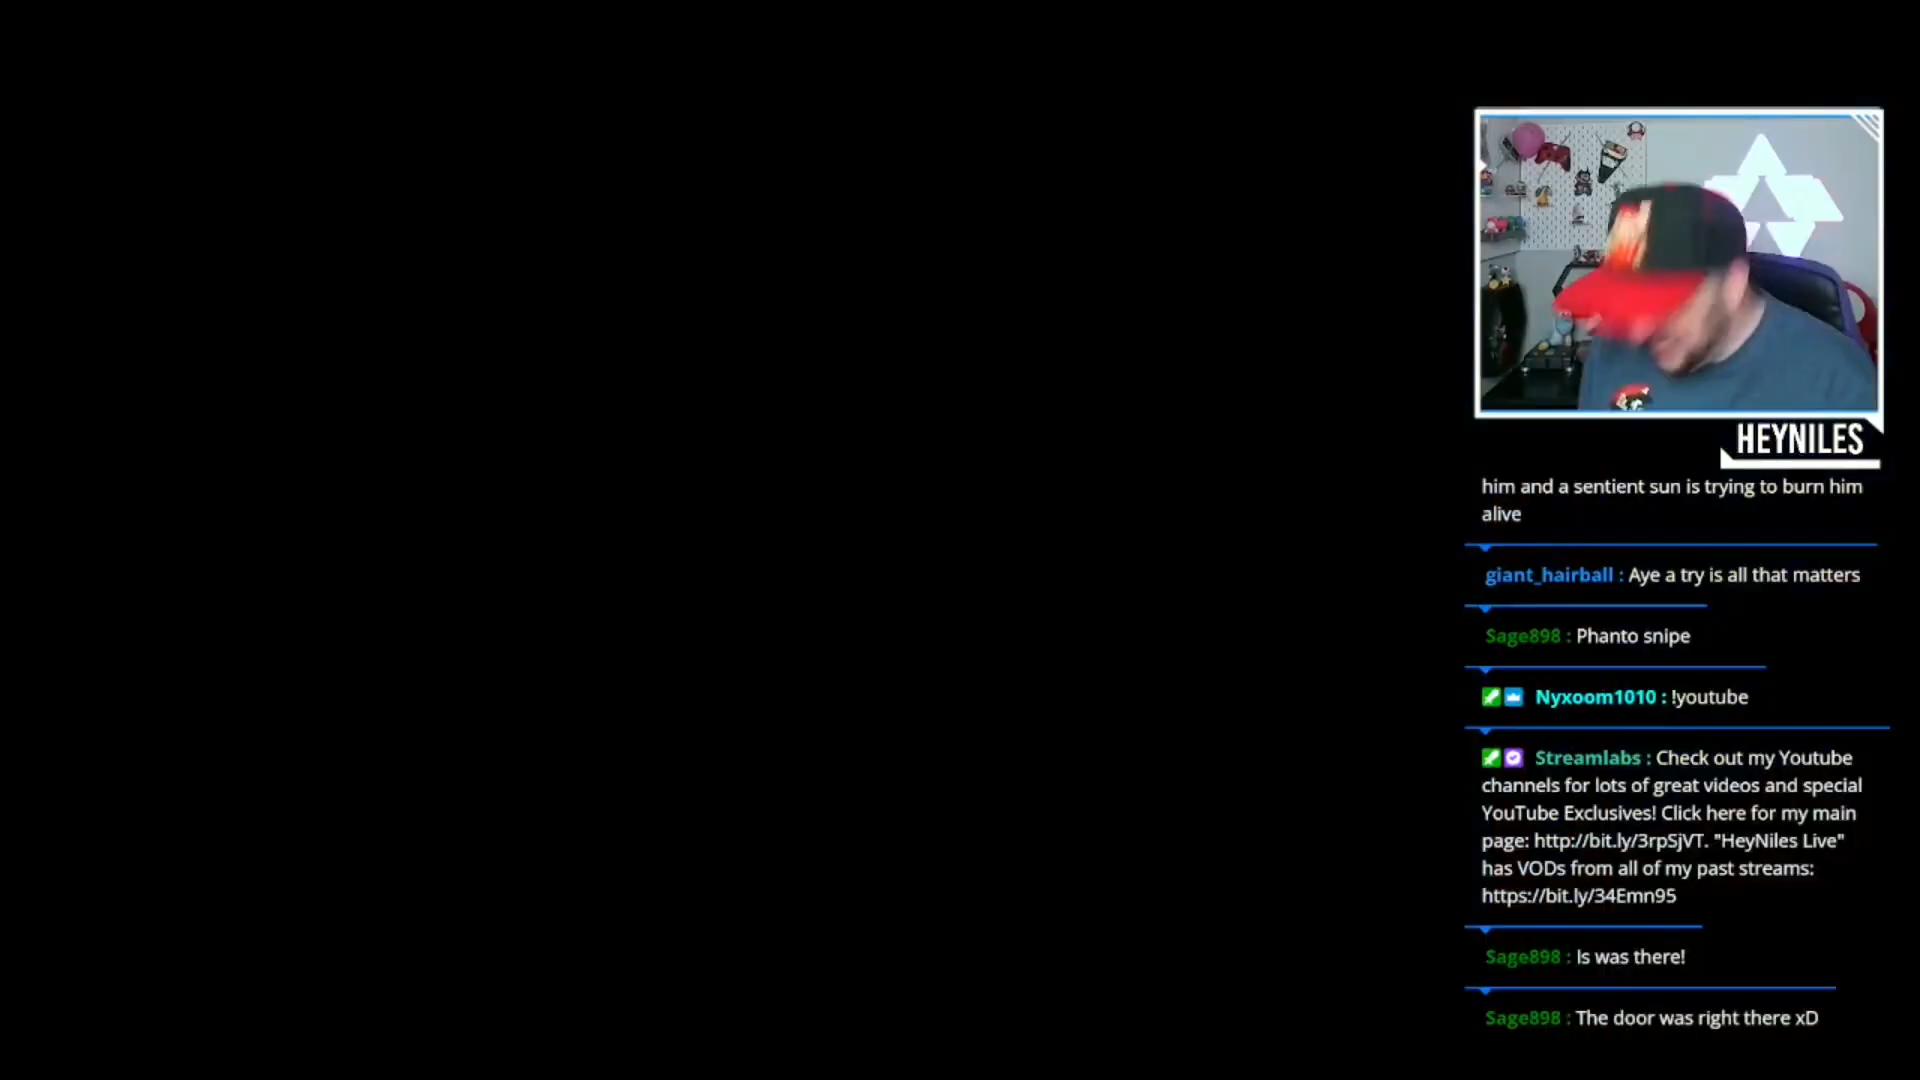 HEYNILES
him and a sentient sun is trying to burn him
alive
giant_hairball : Aye a try is all that matters
Sage898 : Phanto snipe
Nyxoom1010 : !youtube
Streamlabs : Check out my Youtube
channels for lots of great videos and special
YouTube Exclusives! Click here for my main
page: http://bit.ly/3rpSjVT. "HeyNiles Live"
has VODs from all of my past streams:
https://bit.ly/34Emn95
Sage898 : Is was there!
Sage898 : The door was right there xD